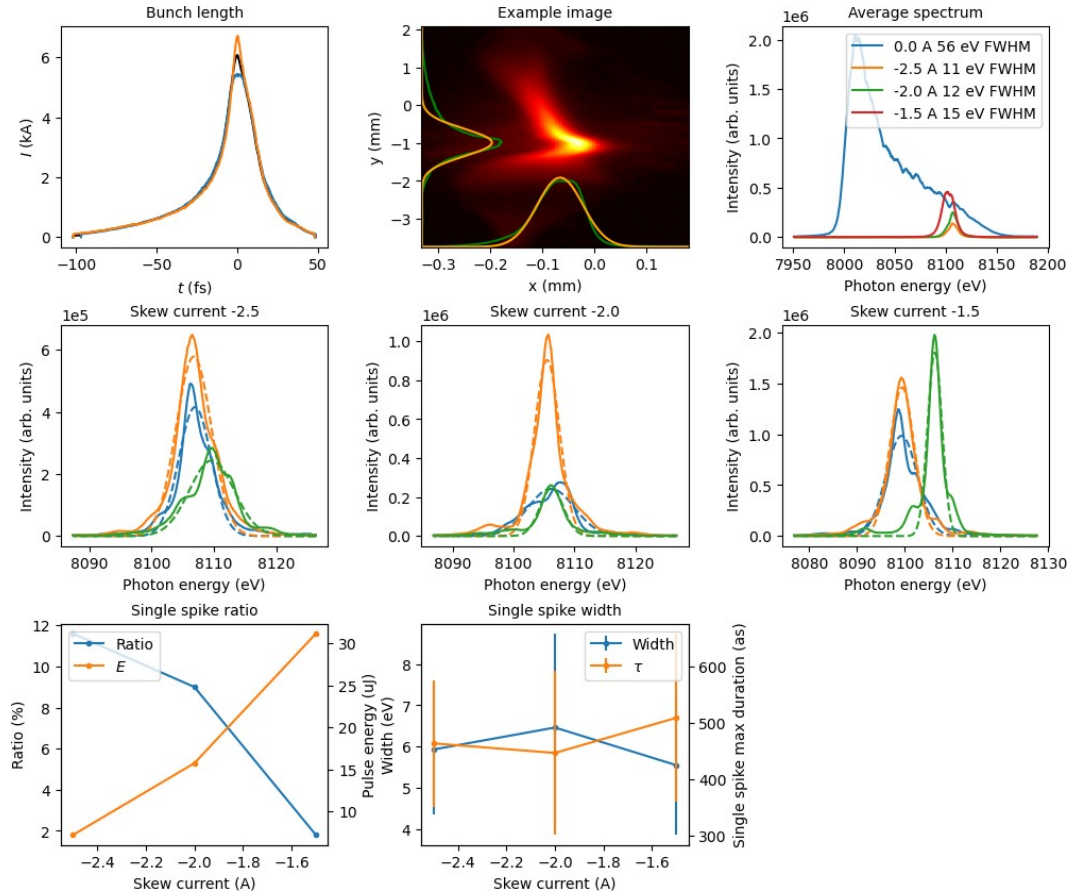 Bunch length
I (kA)
6
4
2
0
−100
−50
0
50
t (fs)
Example image
y (mm)
2
1
0
−1
−2
−3
−0.3
−0.2
−0.1
0.0
0.1
x (mm)
Average spectrum
1e6
Intensity (arb. units)
2.0
1.5
1.0
0.5
0.0
0.0 A 56 eV FWHM
-2.5 A 11 eV FWHM
-2.0 A 12 eV FWHM
-1.5 A 15 eV FWHM
7950
8000
8050
8100
8150
8200
Photon energy (eV)
Skew current -2.5
1e5
Intensity (arb. units)
6
4
2
0
8090
8100
8110
8120
Photon energy (eV)
Skew current -2.0
1e6
Intensity (arb. units)
1.0
0.8
0.6
0.4
0.2
0.0
8090
8100
8110
8120
Photon energy (eV)
Skew current -1.5
1e6
Intensity (arb. units)
2.0
1.5
1.0
0.5
0.0
8080
8090
8100
8110
8120
8130
Photon energy (eV)
Single spike ratio
Ratio (%)
12
10
8
6
4
2
Ratio
E
30
25
20
15
10
Pulse energy (uJ)
−2.4
−2.2
−2.0
−1.8
−1.6
Skew current (A)
Single spike width
Width (eV)
8
7
6
5
4
Width
τ
600
500
400
300
Single spike max duration (as)
−2.4
−2.2
−2.0
−1.8
−1.6
Skew current (A)